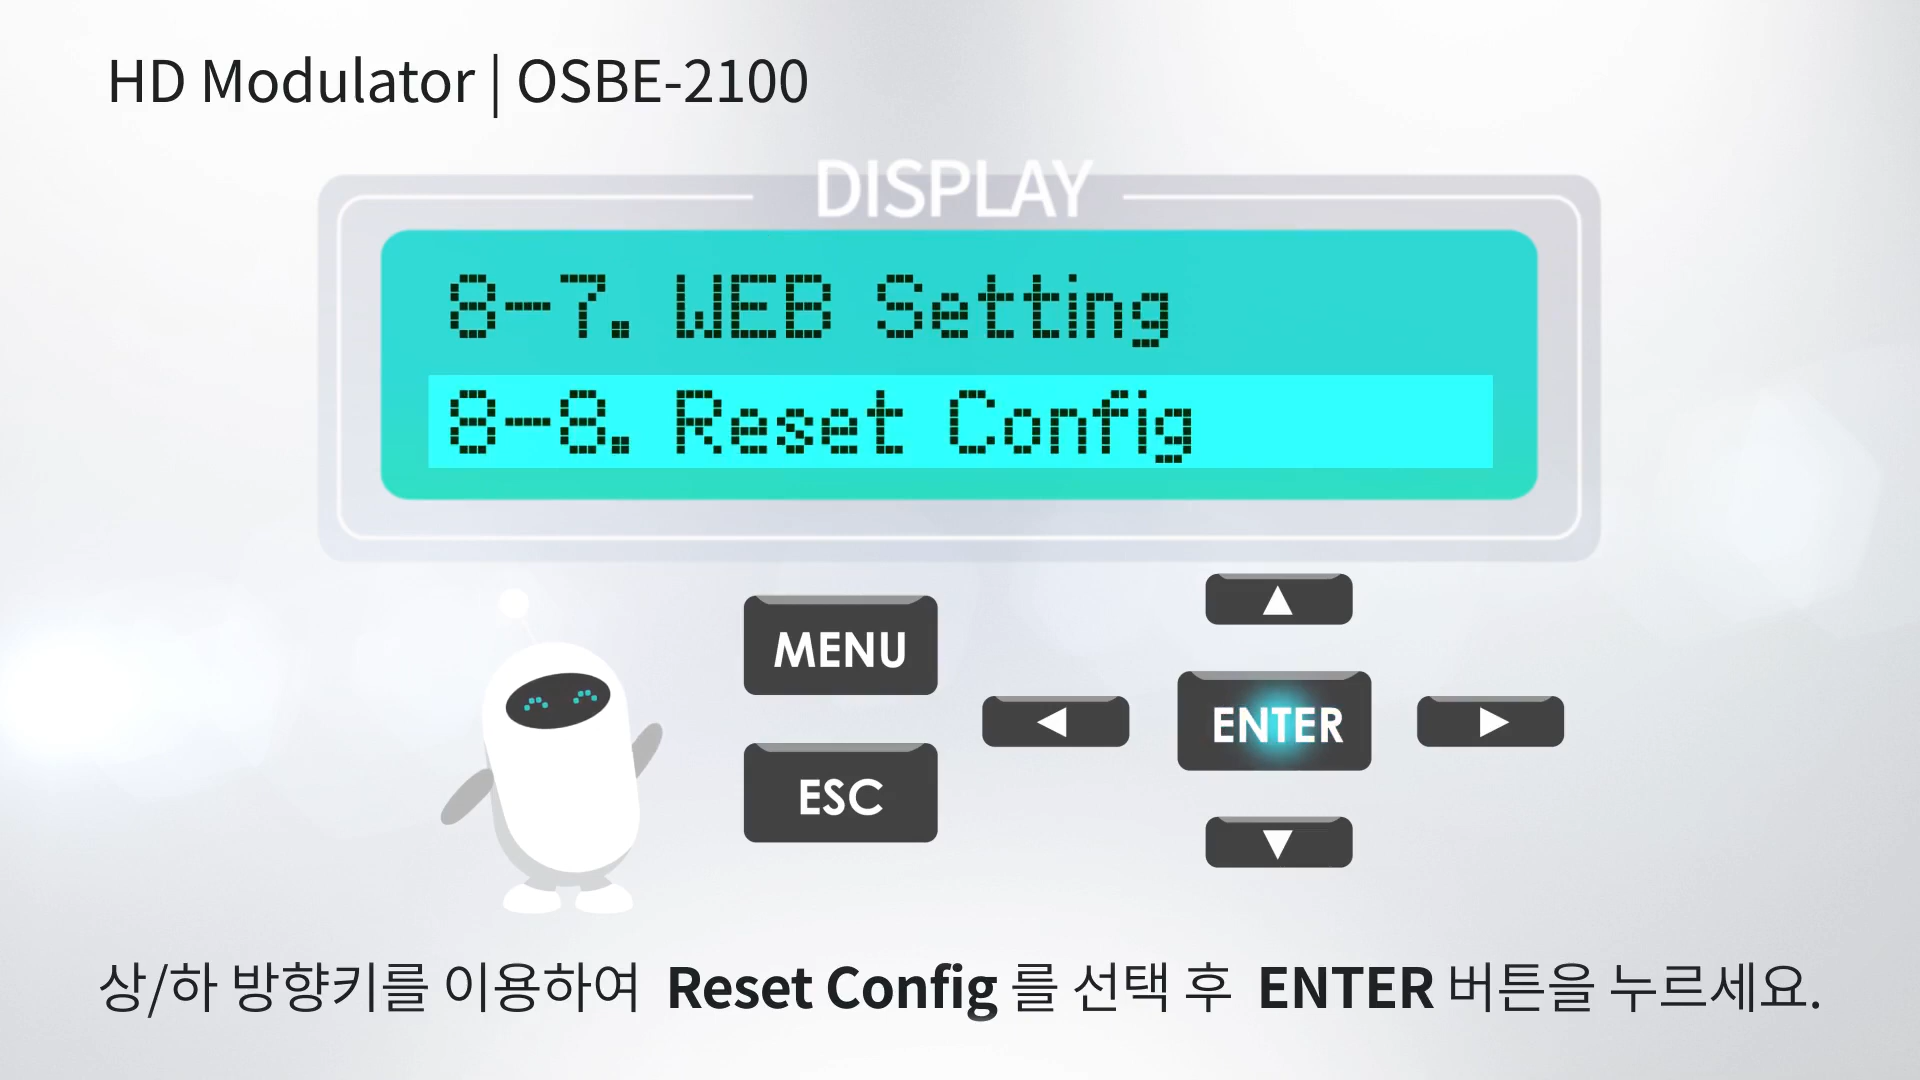 HD Modulator | OSBE-2100
DISPLAY
8-7. WEB Setting
8-8. Reset Config
▲
MENU
◀ ENTER ▶
ESC
▼
상/하 방향키를 이용하여 Reset Config 를 선택 후 ENTER 버튼을 누르세요.